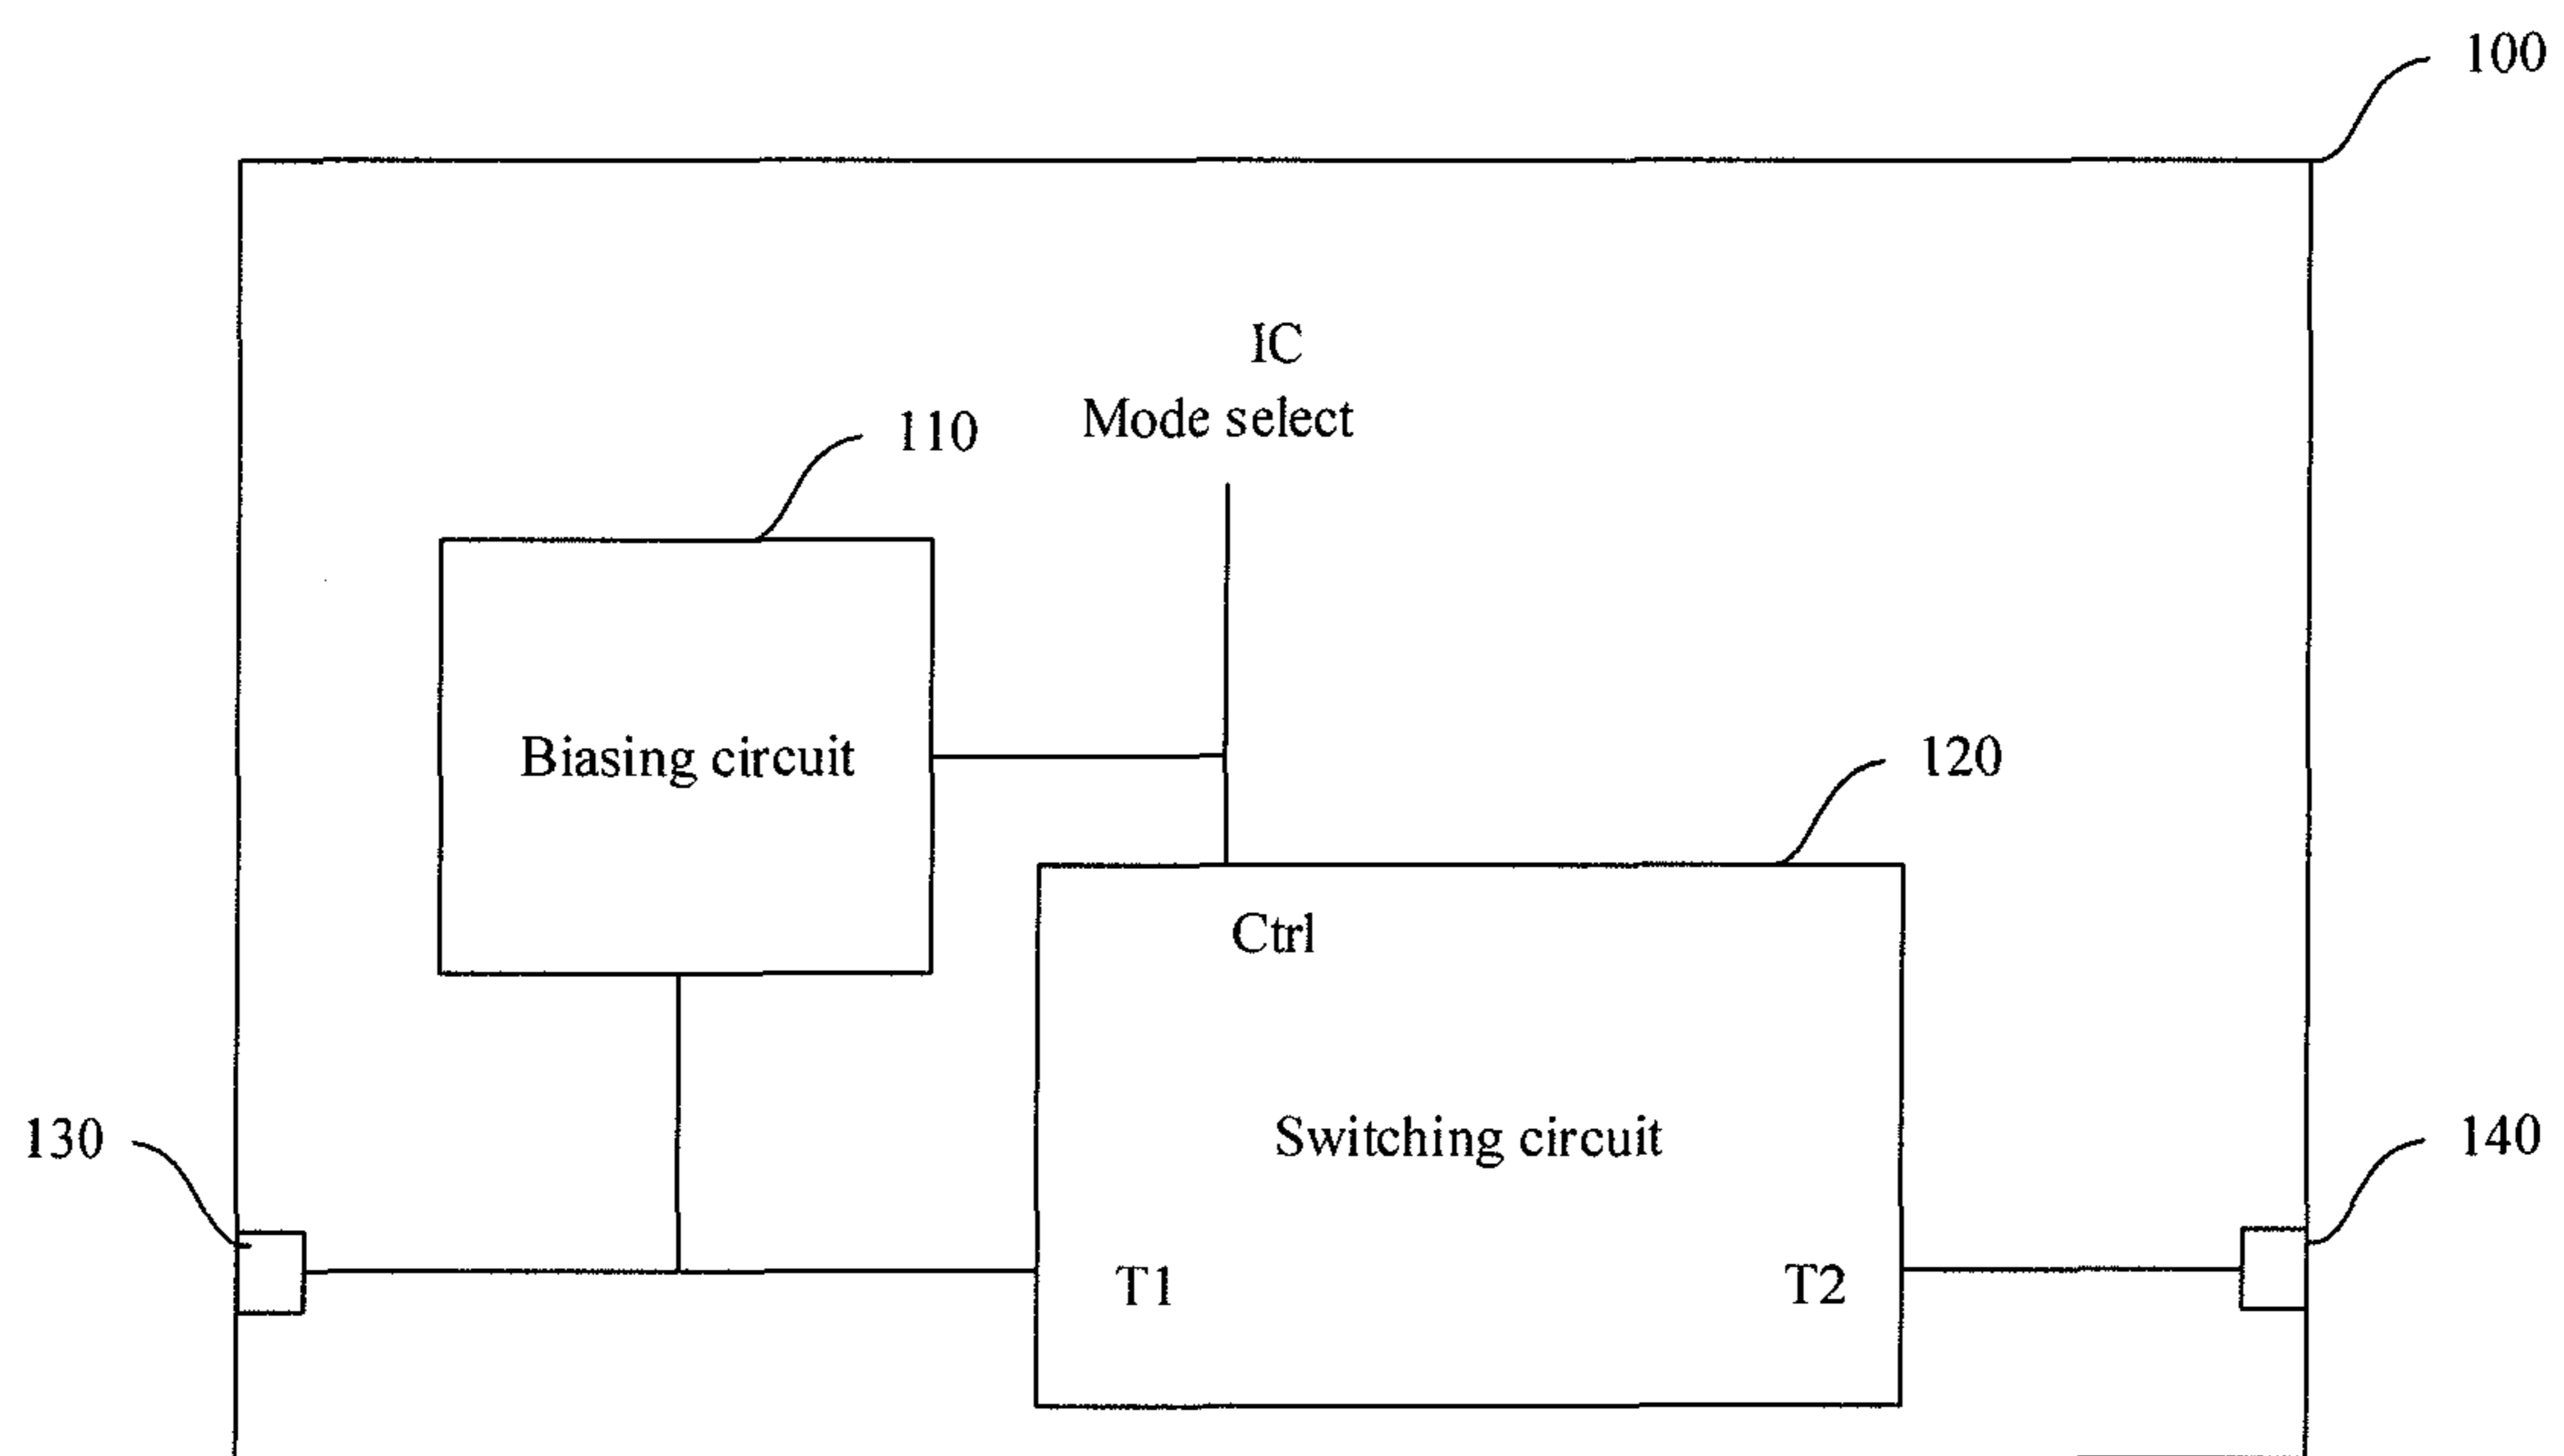 100
IC
Mode select
110
Biasing circuit
120
Ctrl
Switching circuit
130
140
T1
T2